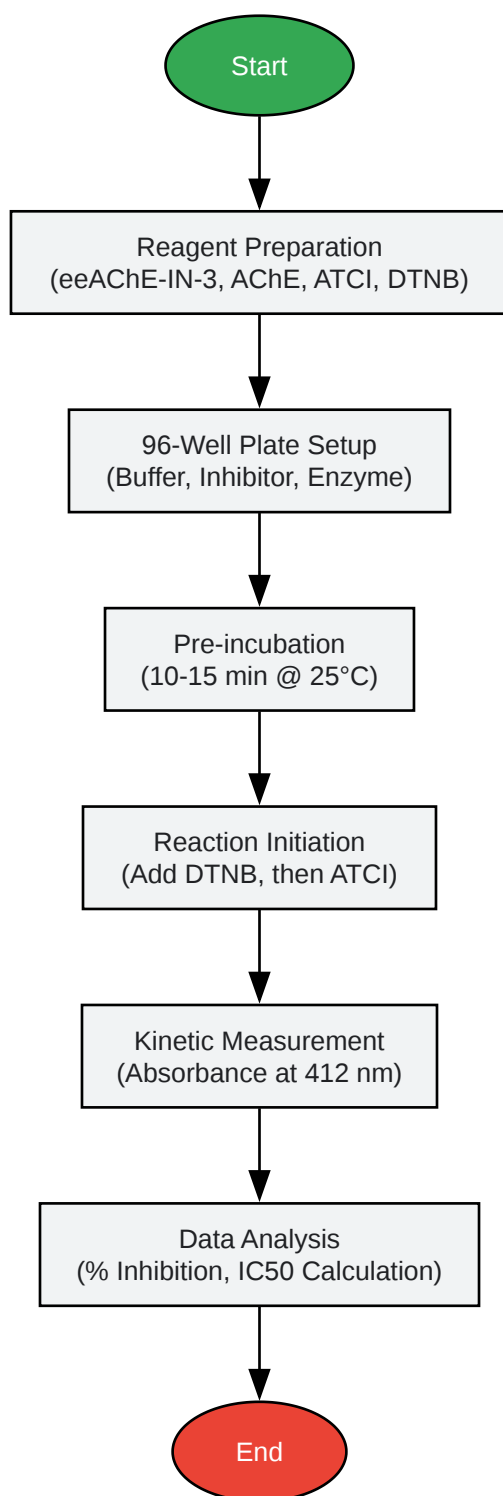 Start
Reagent Preparation
(eeAChE-IN-3, AChE, ATCI, DTNB)
96-Well Plate Setup
(Buffer, Inhibitor, Enzyme)
Pre-incubation
(10-15 min @ 25°C)
Reaction Initiation
(Add DTNB, then ATCI)
Kinetic Measurement
(Absorbance at 412 nm)
Data Analysis
(% Inhibition, IC50 Calculation)
End